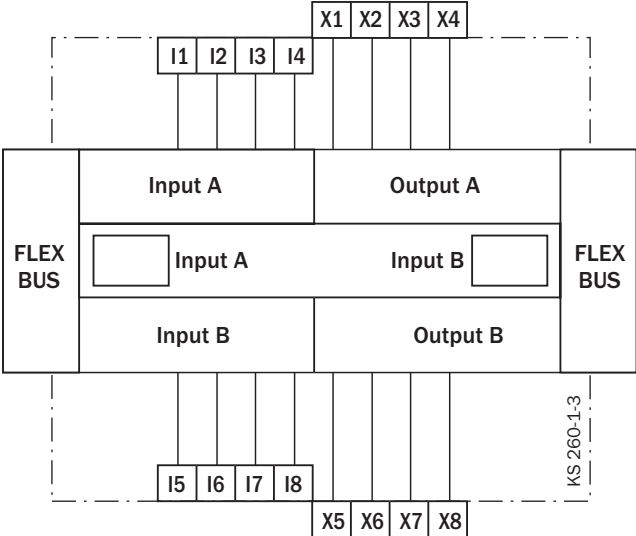 X1 X2 X3 X4
I1 I2 I3 I4
Input A Output A
FLEX
BUS
Input A Input B
FLEX
BUS
Input B Output B
KS 260-1-3
I5 I6 I7 I8
X5 X6 X7 X8